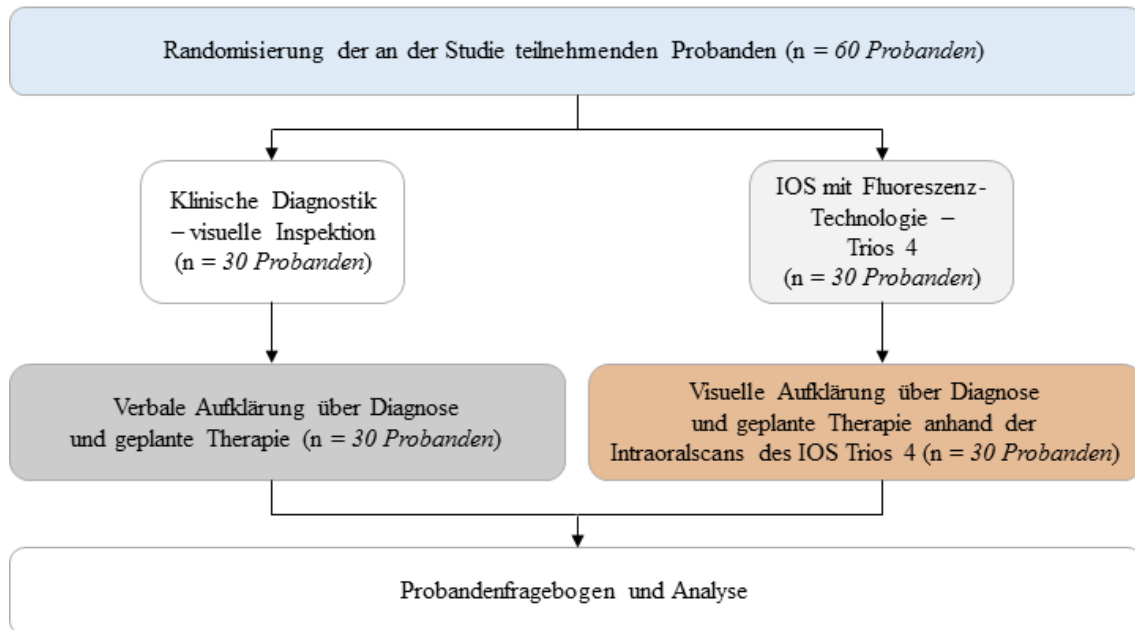 Randomisierung der an der Studie teilnehmenden Probanden (n = 60 Probanden)
Klinische Diagnostik
– visuelle Inspektion
(n = 30 Probanden)
IOS mit Fluoreszenz-
Technologie –
Trios 4
(n = 30 Probanden)
Verbale Aufklärung über Diagnose
und geplante Therapie (n = 30 Probanden)
Visuelle Aufklärung über Diagnose
und geplante Therapie anhand der
Intraoralscans des IOS Trios 4 (n = 30 Probanden)
Probandenfragebogen und Analyse